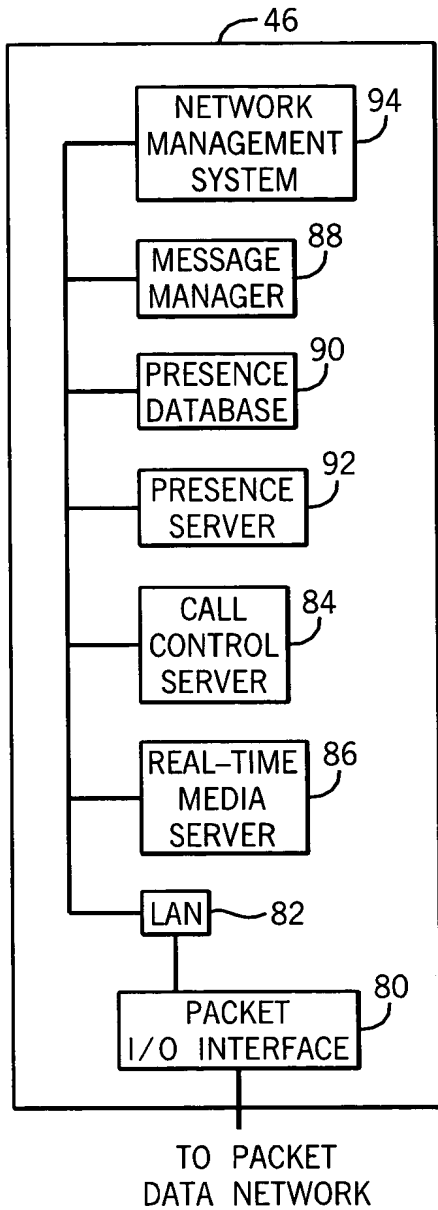 46
NETWORK
MANAGEMENT
SYSTEM
94
MESSAGE
MANAGER
88
PRESENCE
DATABASE
90
PRESENCE
SERVER
92
CALL
CONTROL
SERVER
84
REAL–TIME
MEDIA
SERVER
86
LAN
82
PACKET
I/O INTERFACE
80
TO PACKET
DATA NETWORK